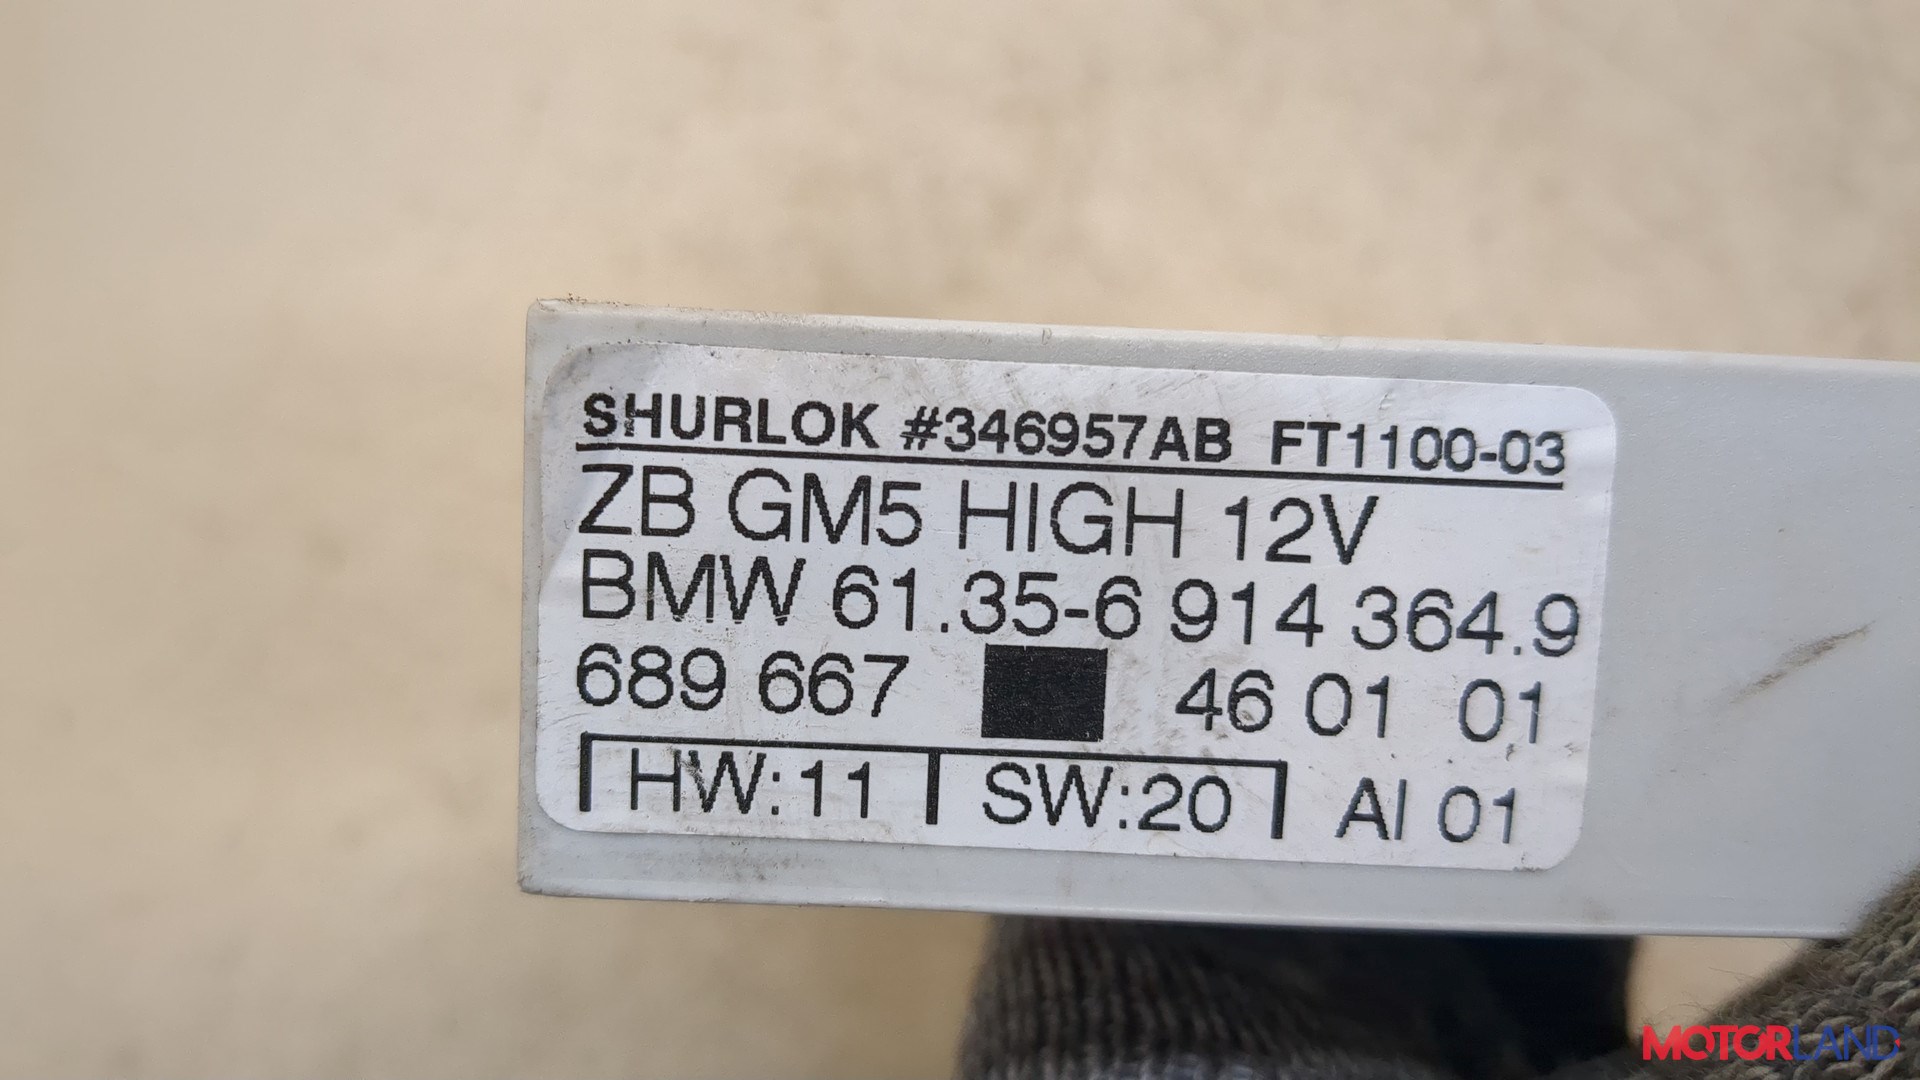 SHURLOK #346957AB FT1100-03
ZB GM5 HIGH 12V
BMW 61.35-6 914 364.9
689 667 46 01 01
HW:11 SW:20 AI 01
MOTORLAND